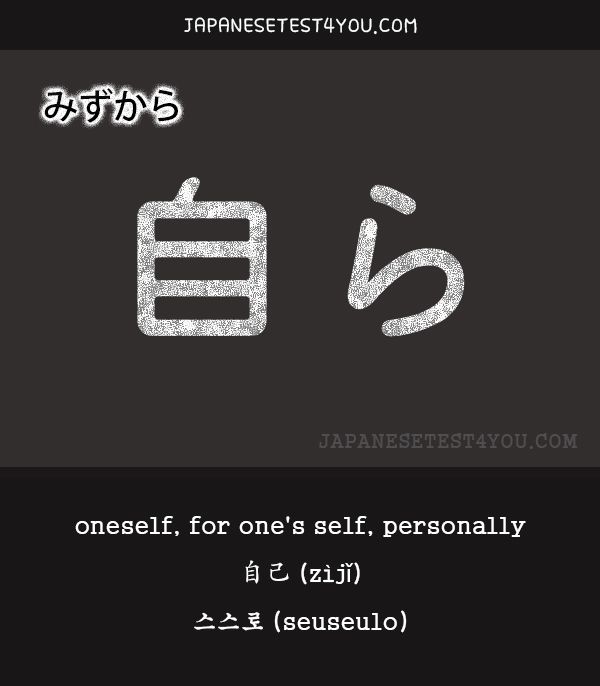 JAPANESETEST4YOU.COM
みずから
自ら
JAPANESETEST4YOU.COM
oneself, for one's self, personally
自己 (zìjǐ)
스스로 (seuseulo)